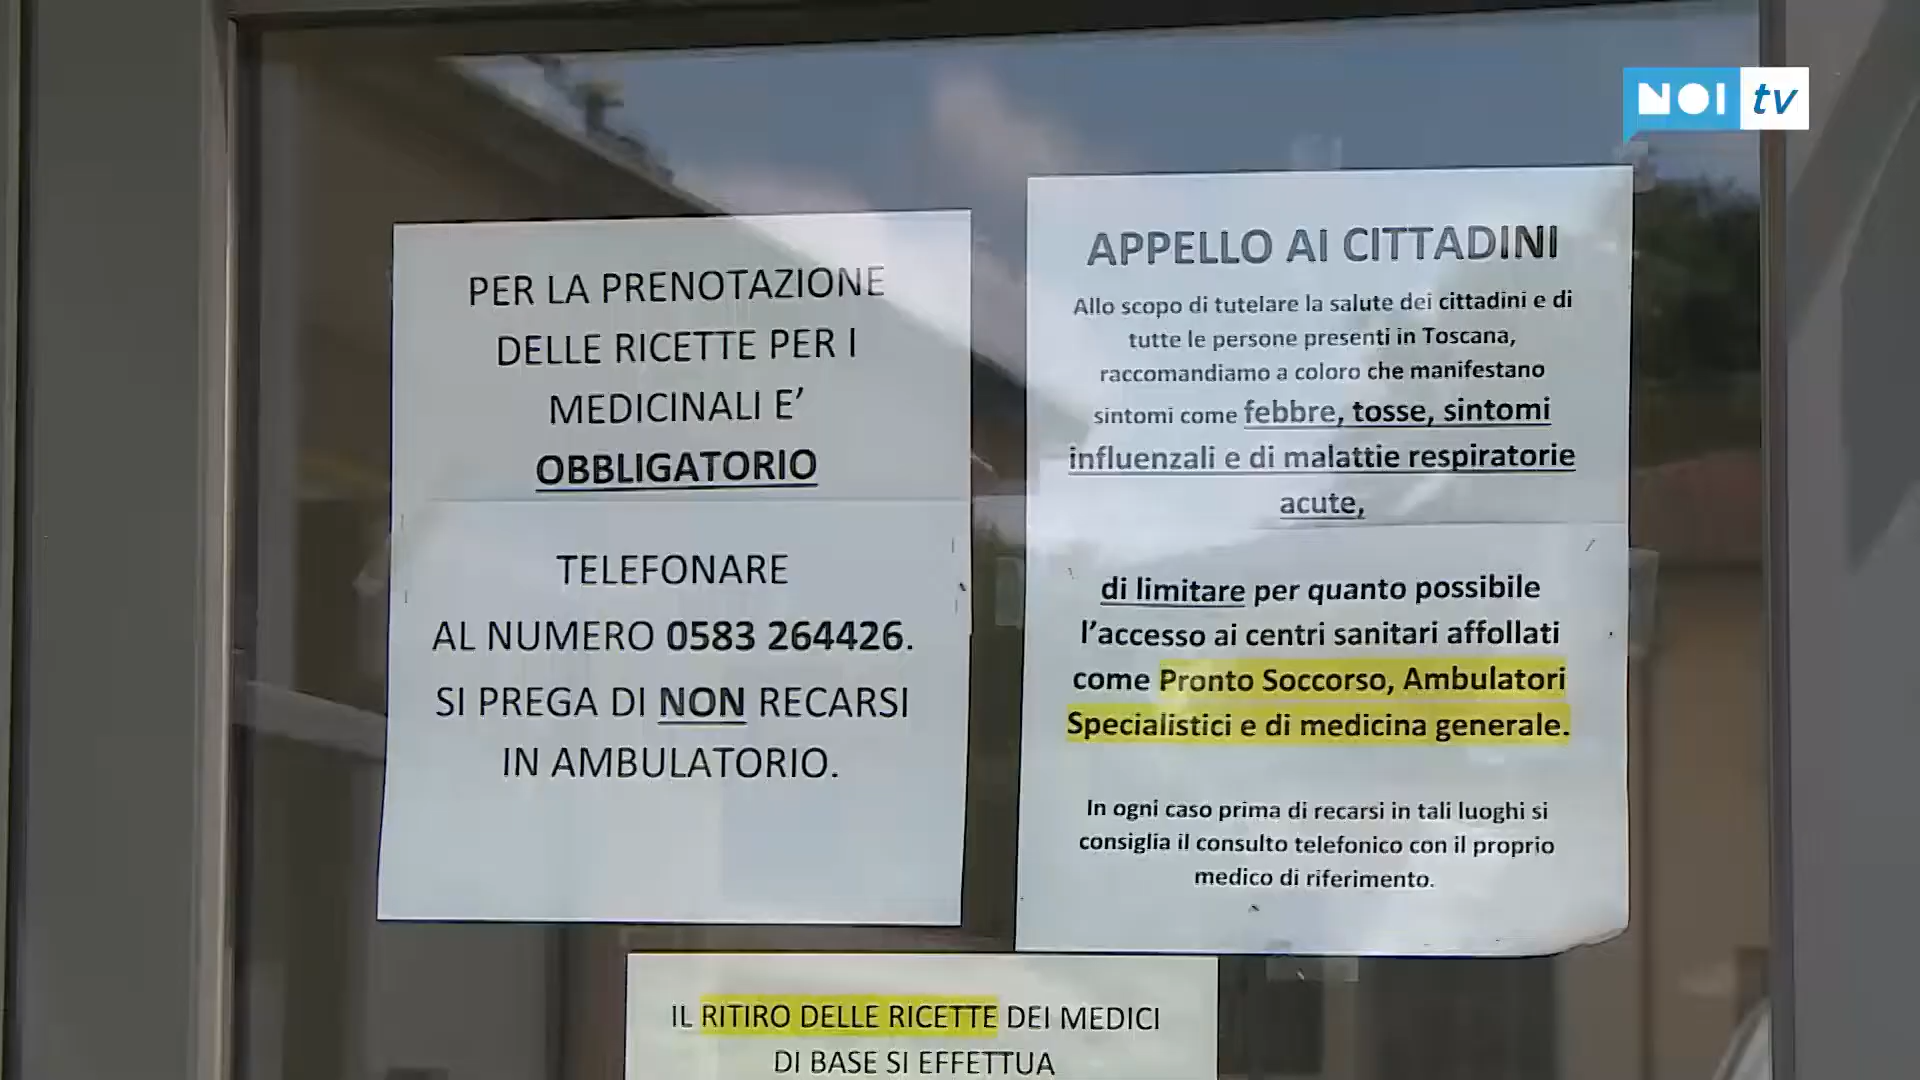 NOI tv
PER LA PRENOTAZIONE
DELLE RICETTE PER I
MEDICINALI E’
OBBLIGATORIO
TELEFONARE
AL NUMERO 0583 264426.
SI PREGA DI NON RECARSI
IN AMBULATORIO.
APPELLO AI CITTADINI
Allo scopo di tutelare la salute dei cittadini e di
tutte le persone presenti in Toscana,
raccomandiamo a coloro che manifestano
sintomi come febbre, tosse, sintomi
influenzali e di malattie respiratorie
acute,
di limitare per quanto possibile
l’accesso ai centri sanitari affollati
come Pronto Soccorso, Ambulatori
Specialistici e di medicina generale.
In ogni caso prima di recarsi in tali luoghi si
consiglia il consulto telefonico con il proprio
medico di riferimento.
IL RITIRO DELLE RICETTE DEI MEDICI
DI BASE SI EFFETTUA